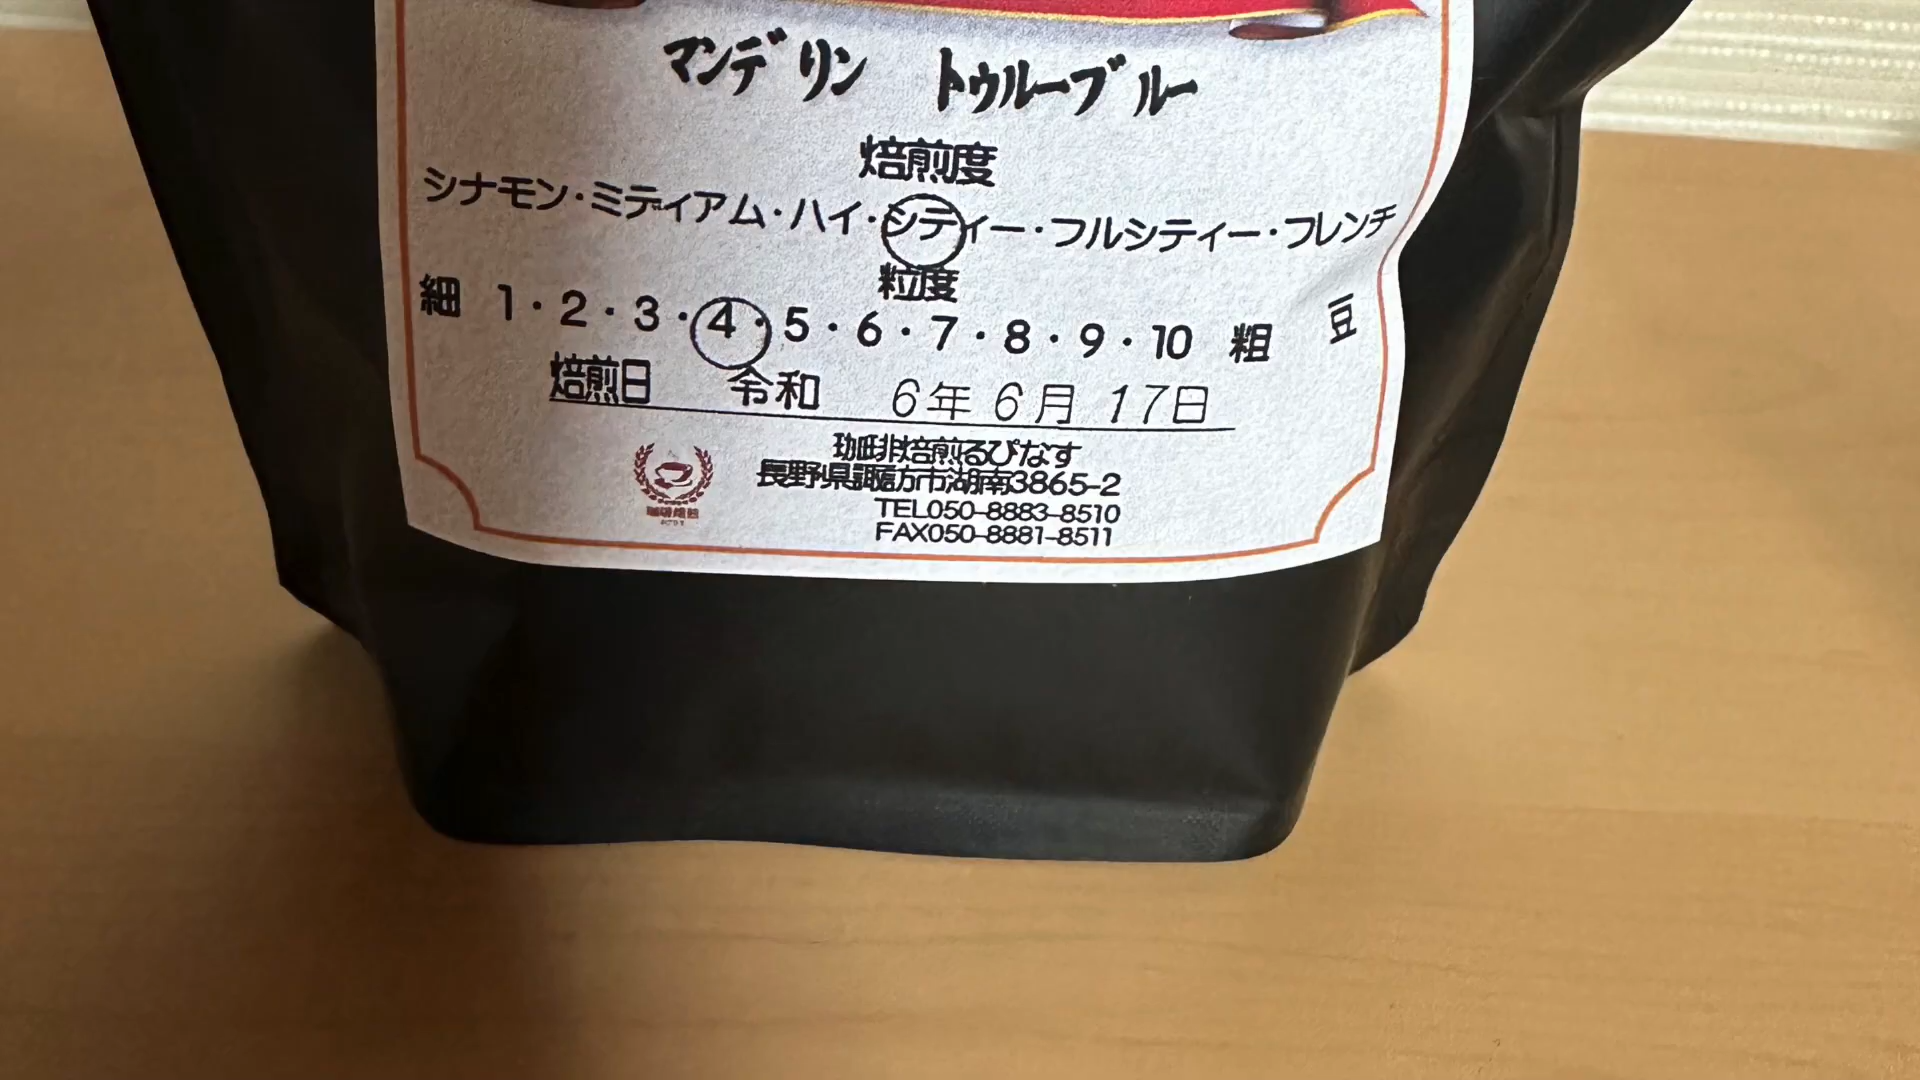 マンデリン　トゥルーブルー
焙煎度
シナモン・ミディアム・ハイ・シティー・フルシティー・フレンチ
粒度
細 1・2・3・4・5・6・7・8・9・10 粗 豆
焙煎日 令和 6年 6月 17日
珈琲焙煎るぴなす
長野県諏訪市湖南3865-2
TEL050-8883-8510
FAX050-8881-8511
珈琲焙煎